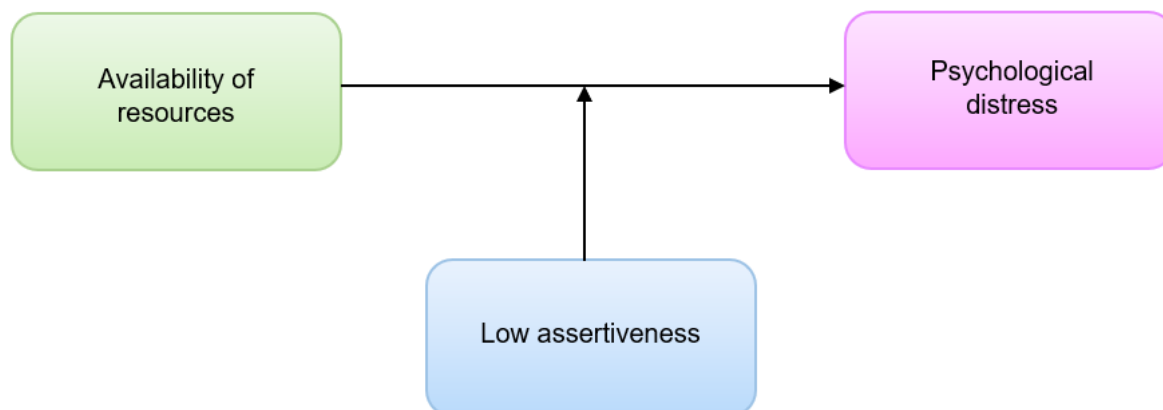 Availability of
resources
Psychological
distress
Low assertiveness